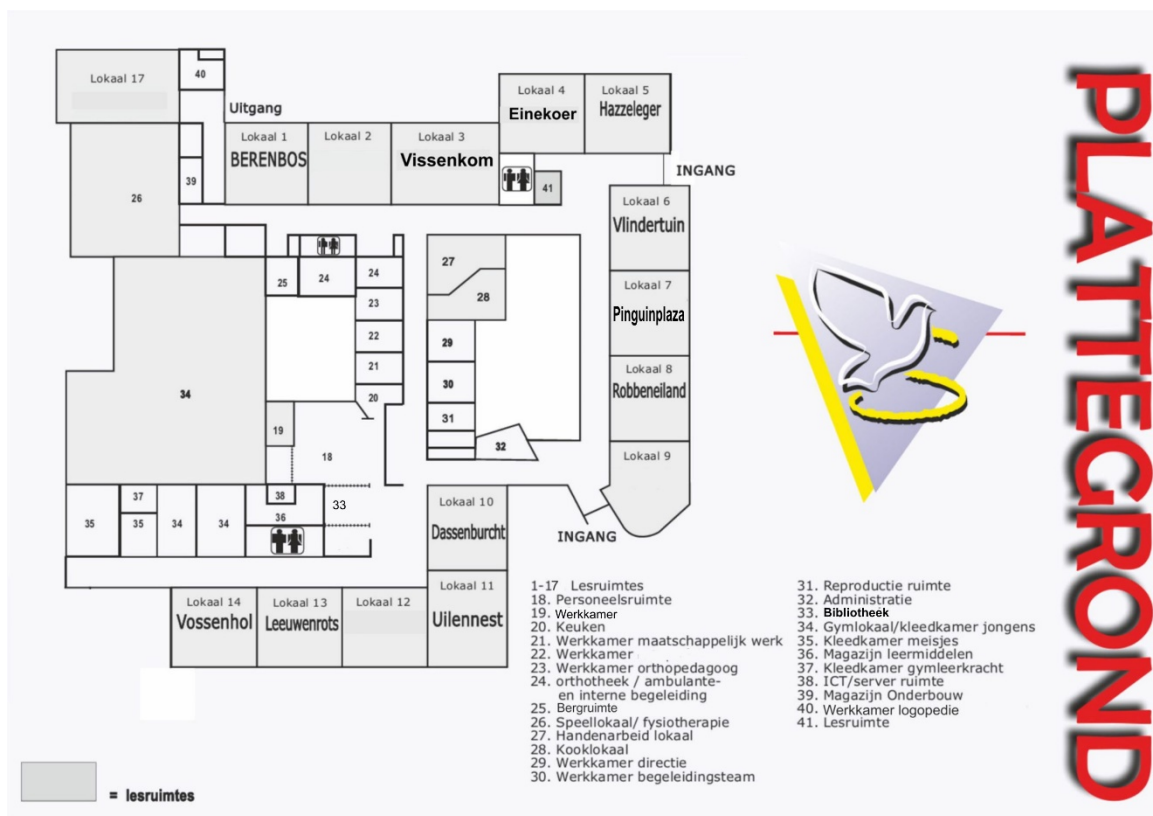 PLATTEGROND
Lokaal 17
40
Uitgang
Lokaal 1
BERENBOS
Lokaal 2
Lokaal 3
Vissenkom
Lokaal 4
Einekoer
Lokaal 5
Hazzeleger
INGANG
41
39
26
Lokaal 6
Vlindertuin
Lokaal 7
Pinguinplaza
Lokaal 8
Robbeneiland
Lokaal 9
25
24
24
23
22
21
20
27
28
29
30
31
32
34
19
18
33
35
37
35
34
34
38
36
INGANG
Lokaal 10
Dassenburcht
Lokaal 11
Uilennest
Lokaal 14
Vossenhol
Lokaal 13
Leeuwenrots
Lokaal 12
1-17 Lesruimtes
18. Personeelsruimte
19. Werkkamer
20. Keuken
21. Werkkamer maatschappelijk werk
22. Werkkamer
23. Werkkamer orthopedagoog
24. orthotheek / ambulante-
en interne begeleiding
25. Bergruimte
26. Speellokaal/ fysiotherapie
27. Handenarbeid lokaal
28. Kooklokaal
29. Werkkamer directie
30. Werkkamer begeleidingsteam
31. Reproductie ruimte
32. Administratie
33. Bibliotheek
34. Gymlokaal/kleedkamer jongens
35. Kleedkamer meisjes
36. Magazijn leermiddelen
37. Kleedkamer gymleerkracht
38. ICT/server ruimte
39. Magazijn Onderbouw
40. Werkkamer logopedie
41. Lesruimte
= lesruimtes